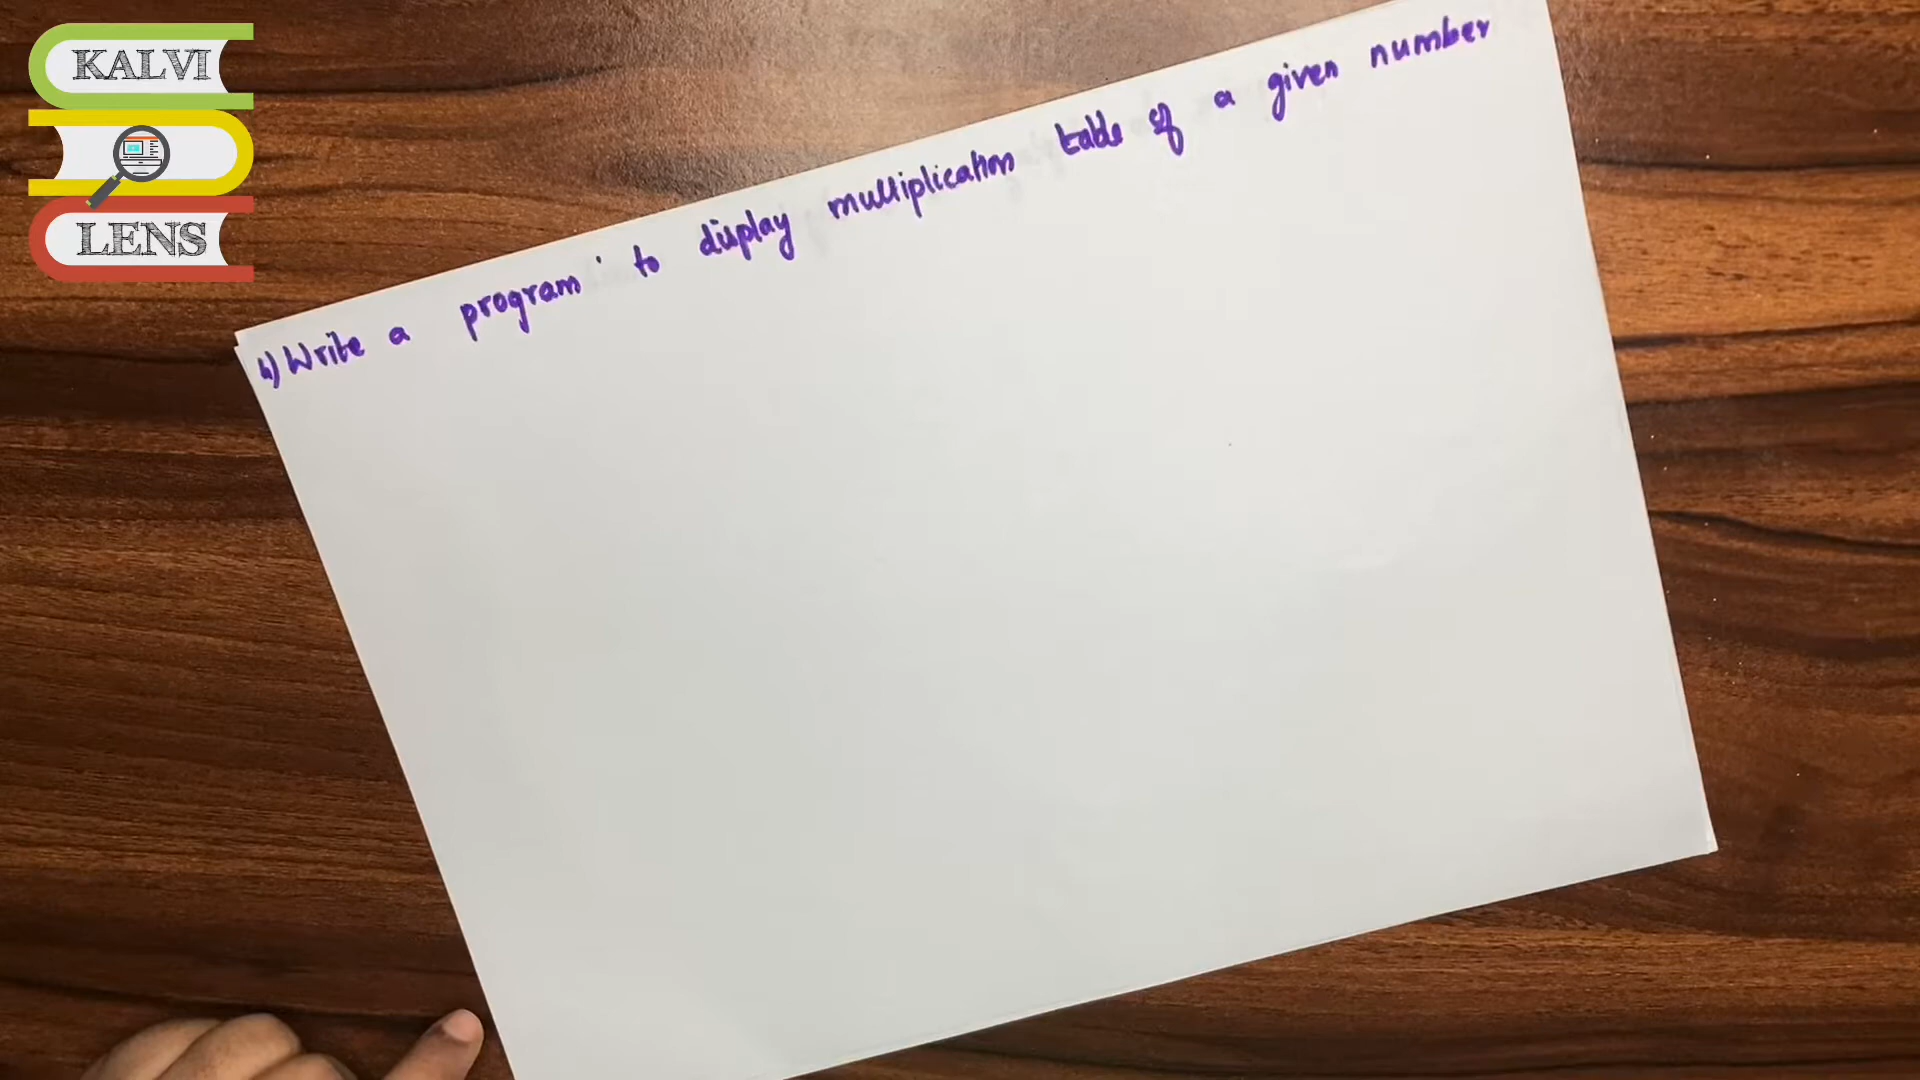 KALVI
LENS
4) Write a program to display multiplication table of a given number